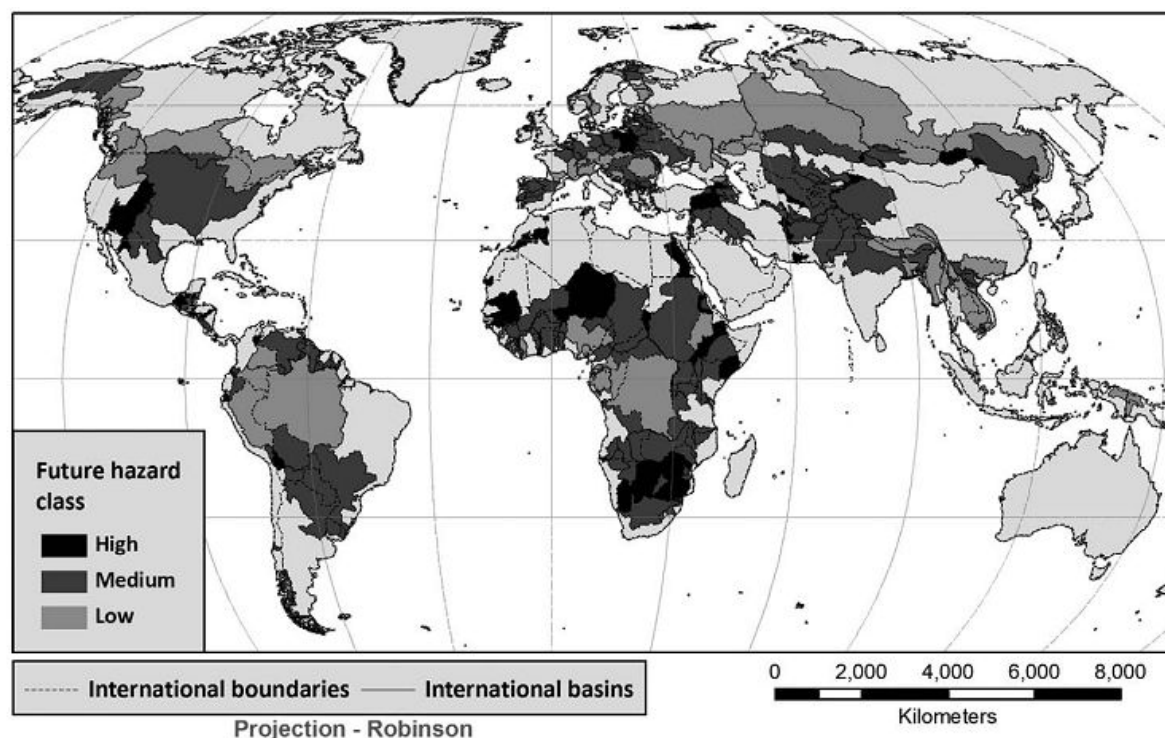 Future hazard
class
High
Medium
Low
International boundaries
International basins
Projection - Robinson
0 2,000 4,000 6,000 8,000
Kilometers